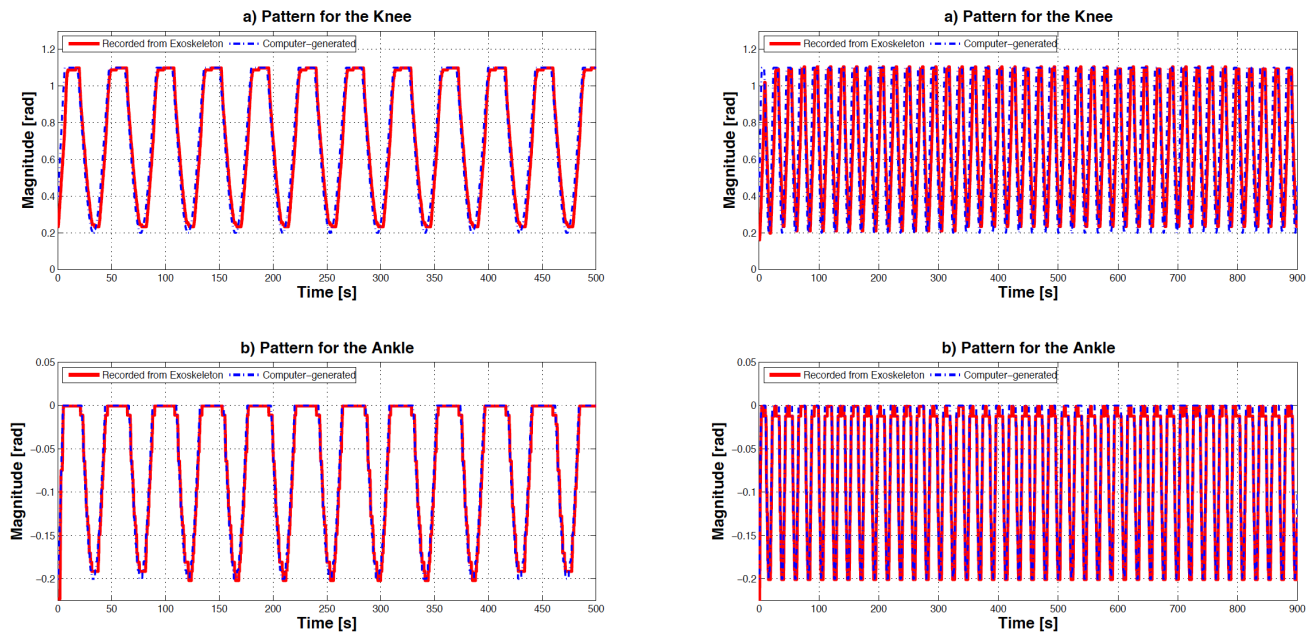 a) Pattern for the Knee
Recorded from Exoskeleton Computer-generated
Magnitude [rad]
1.2
1
0.8
0.6
0.4
0.2
0
0 50 100 150 200 250 300 350 400 450 500
Time [s]
b) Pattern for the Ankle
Recorded from Exoskeleton Computer-generated
Magnitude [rad]
0.05
0
−0.05
−0.1
−0.15
−0.2
0 50 100 150 200 250 300 350 400 450 500
Time [s]
a) Pattern for the Knee
Recorded from Exoskeleton Computer-generated
Magnitude [rad]
1.2
1
0.8
0.6
0.4
0.2
0
0 100 200 300 400 500 600 700 800 900
Time [s]
b) Pattern for the Ankle
Recorded from Exoskeleton Computer-generated
Magnitude [rad]
0.05
0
−0.05
−0.1
−0.15
−0.2
0 100 200 300 400 500 600 700 800 900
Time [s]